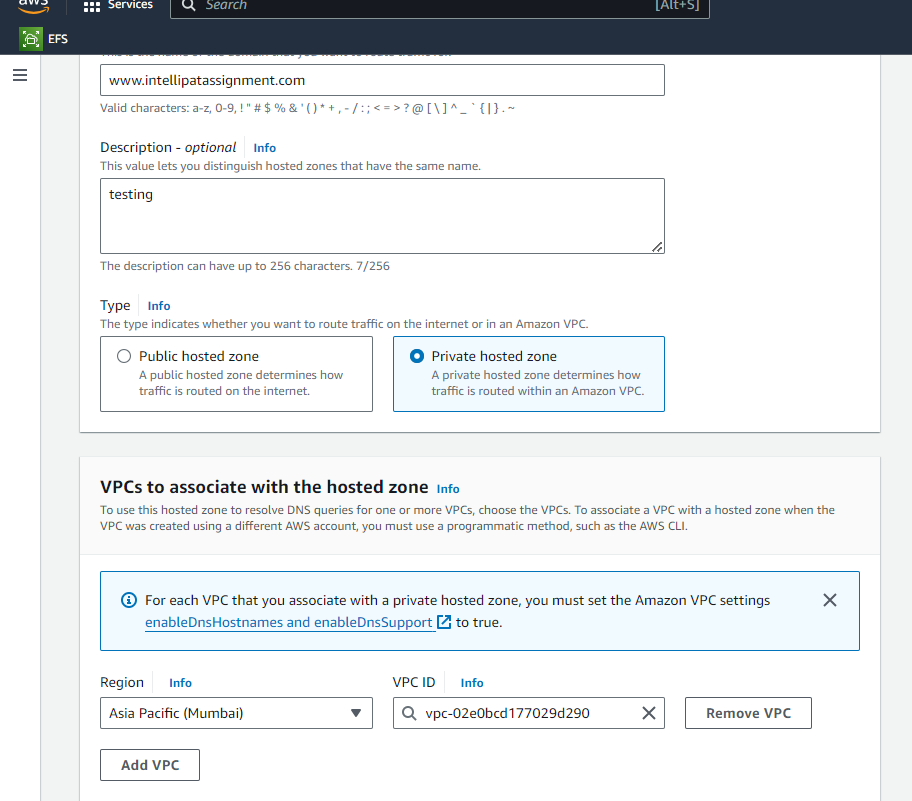 aws
Services
Search
[Alt+S]
EFS
www.intellipatassignment.com
Valid characters: a-z, 0-9, ! " # $ % & ' ( ) * + , - / : ; < = > ? @ [ \ ] ^ _ ` { | } . ~
Description - optional
Info
This value lets you distinguish hosted zones that have the same name.
testing
The description can have up to 256 characters. 7/256
Type
Info
The type indicates whether you want to route traffic on the internet or in an Amazon VPC.
Public hosted zone
A public hosted zone determines how
traffic is routed on the internet.
Private hosted zone
A private hosted zone determines how
traffic is routed within an Amazon VPC.
VPCs to associate with the hosted zone Info
To use this hosted zone to resolve DNS queries for one or more VPCs, choose the VPCs. To associate a VPC with a hosted zone when the
VPC was created using a different AWS account, you must use a programmatic method, such as the AWS CLI.
For each VPC that you associate with a private hosted zone, you must set the Amazon VPC settings
enableDnsHostnames and enableDnsSupport to true.
Region
Info
VPC ID
Info
Asia Pacific (Mumbai)
vpc-02e0bcd177029d290
Remove VPC
Add VPC